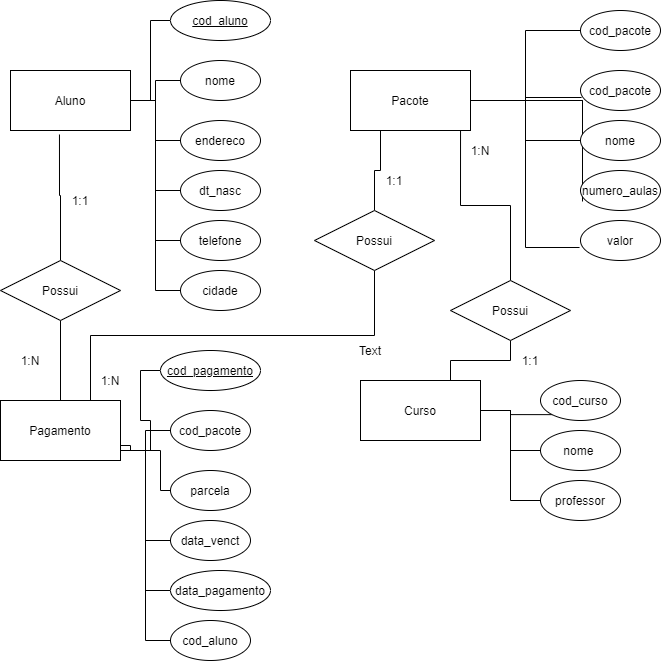 cod_aluno
nome
endereco
dt_nasc
telefone
cidade
Aluno
1:1
Possui
1:N
Pagamento
cod_pagamento
cod_pacote
parcela
data_venct
data_pagamento
cod_aluno
1:N
Possui
1:1
Text
Pacote
cod_pacote
cod_pacote
nome
numero_aulas
valor
1:N
Possui
1:1
Curso
cod_curso
nome
professor